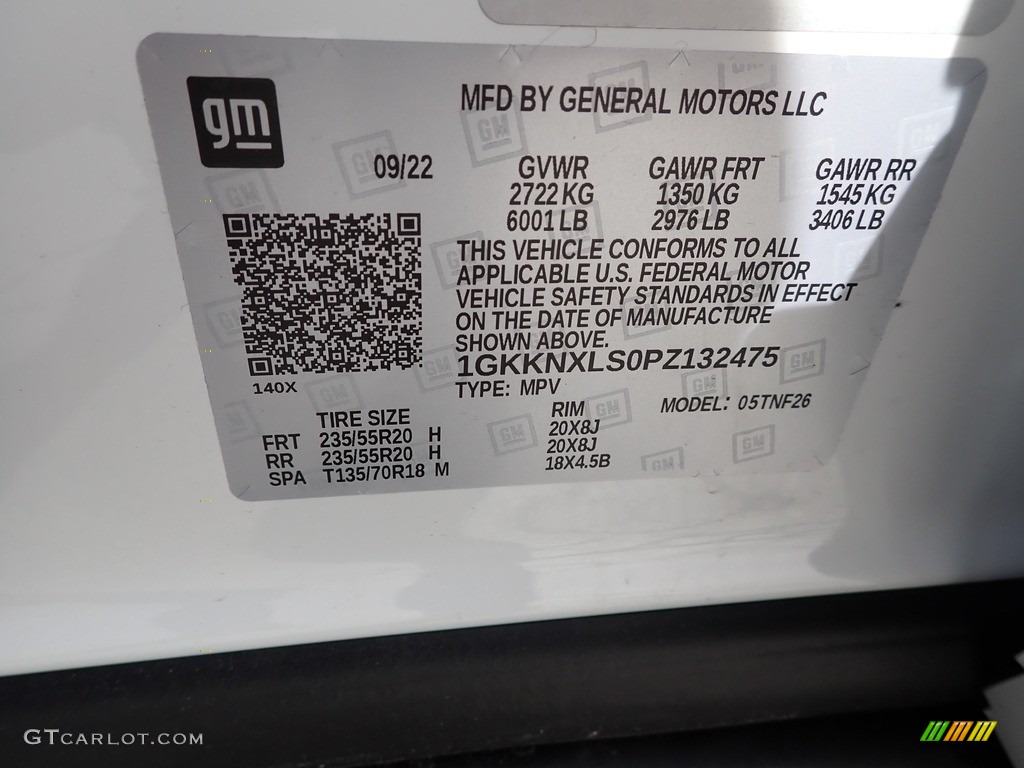 gm
MFD BY GENERAL MOTORS LLC
09/22
GVWR GAWR FRT GAWR RR
2722 KG 1350 KG 1545 KG
6001 LB 2976 LB 3406 LB
THIS VEHICLE CONFORMS TO ALL
APPLICABLE U.S. FEDERAL MOTOR
VEHICLE SAFETY STANDARDS IN EFFECT
ON THE DATE OF MANUFACTURE
SHOWN ABOVE.
1GKKNXLS0PZ132475
140X
TYPE: MPV
MODEL: 05TNF26
TIRE SIZE RIM
FRT 235/55R20 H 20X8J
RR 235/55R20 H 20X8J
SPA T135/70R18 M 18X4.5B
GTCARLOT.COM